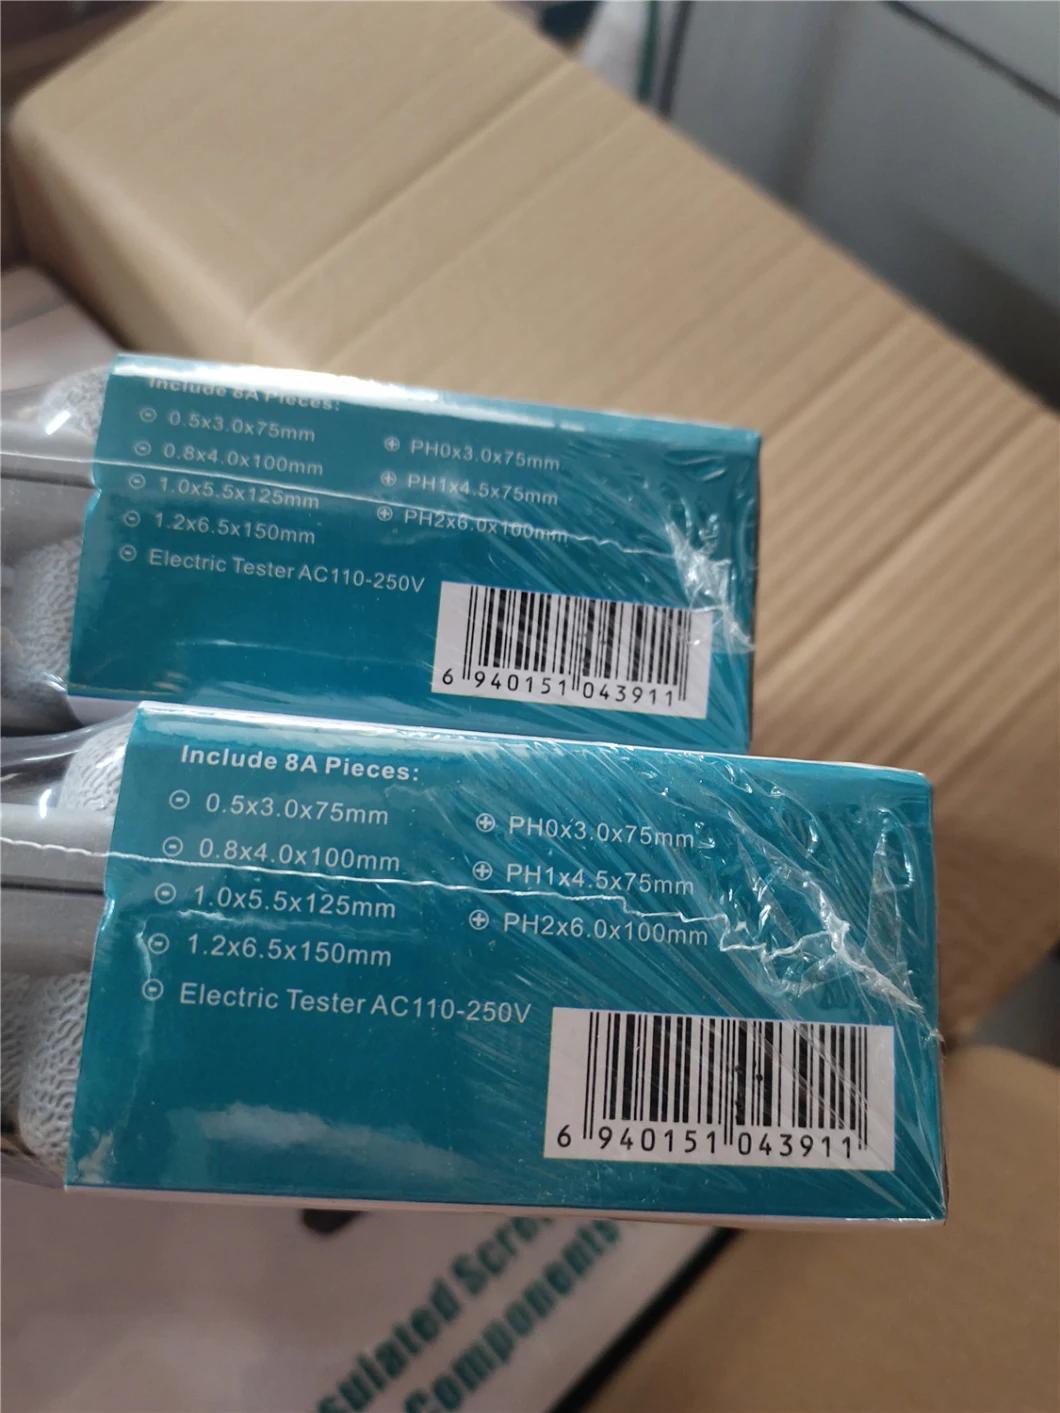 Include 8A Pieces:
0.5x3.0x75mm
0.8x4.0x100mm
1.0x5.5x125mm
1.2x6.5x150mm
Electric Tester AC110-250V
PH0x3.0x75mm
PH1x4.5x75mm
PH2x6.0x100mm
6 940151 043911
Include 8A Pieces:
0.5x3.0x75mm
0.8x4.0x100mm
1.0x5.5x125mm
1.2x6.5x150mm
Electric Tester AC110-250V
PH0x3.0x75mm
PH1x4.5x75mm
PH2x6.0x100mm
6 940151 043911
Components